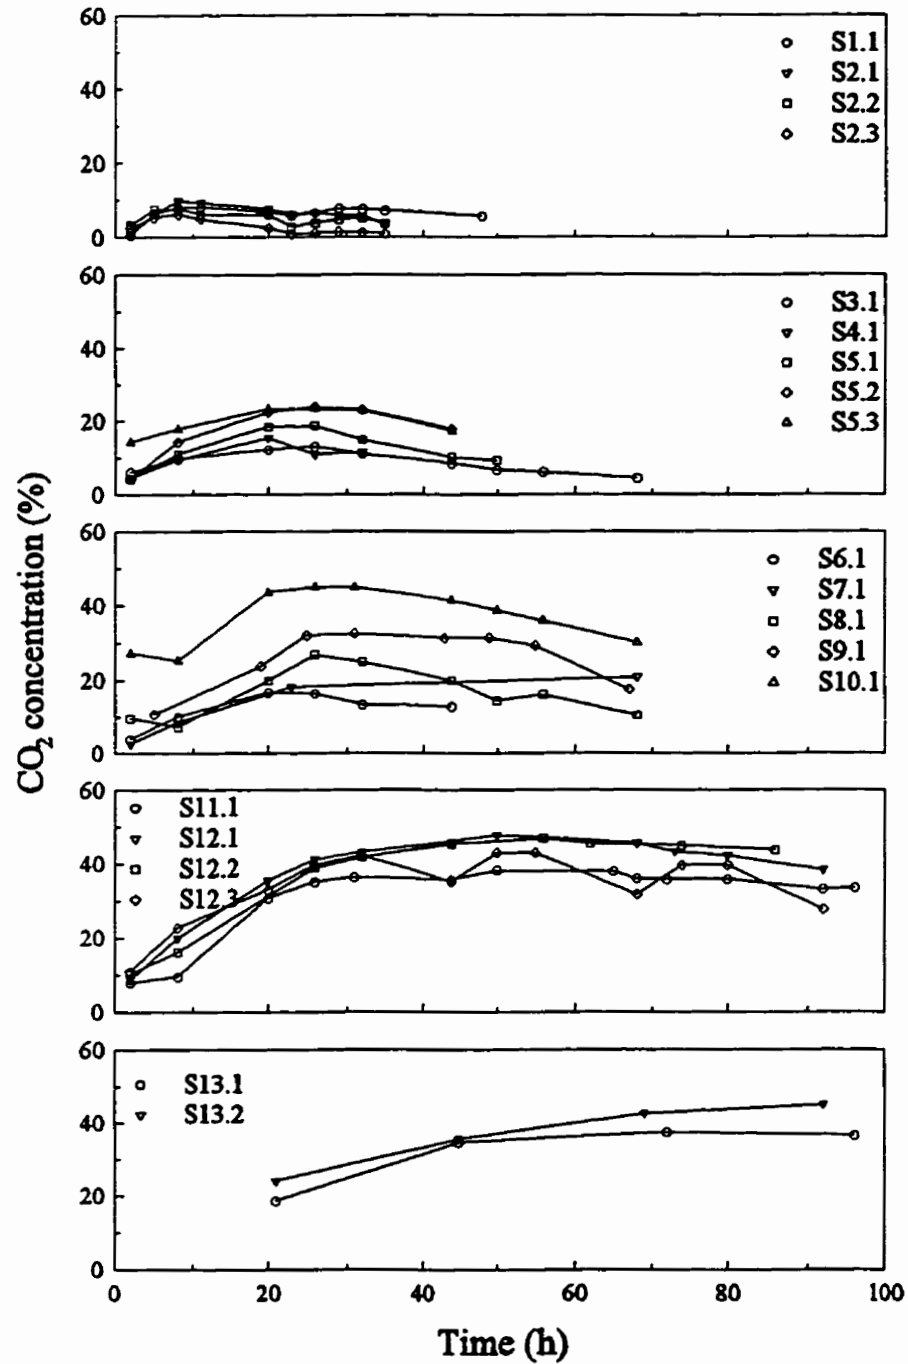 60
40
20
0
S1.1
S2.1
S2.2
S2.3
60
40
20
0
S3.1
S4.1
S5.1
S5.2
S5.3
CO2 concentration (%)
60
40
20
0
S6.1
S7.1
S8.1
S9.1
S10.1
60
40
20
0
S11.1
S12.1
S12.2
S12.3
60
40
20
0
S13.1
S13.2
0 20 40 60 80 100
Time (h)